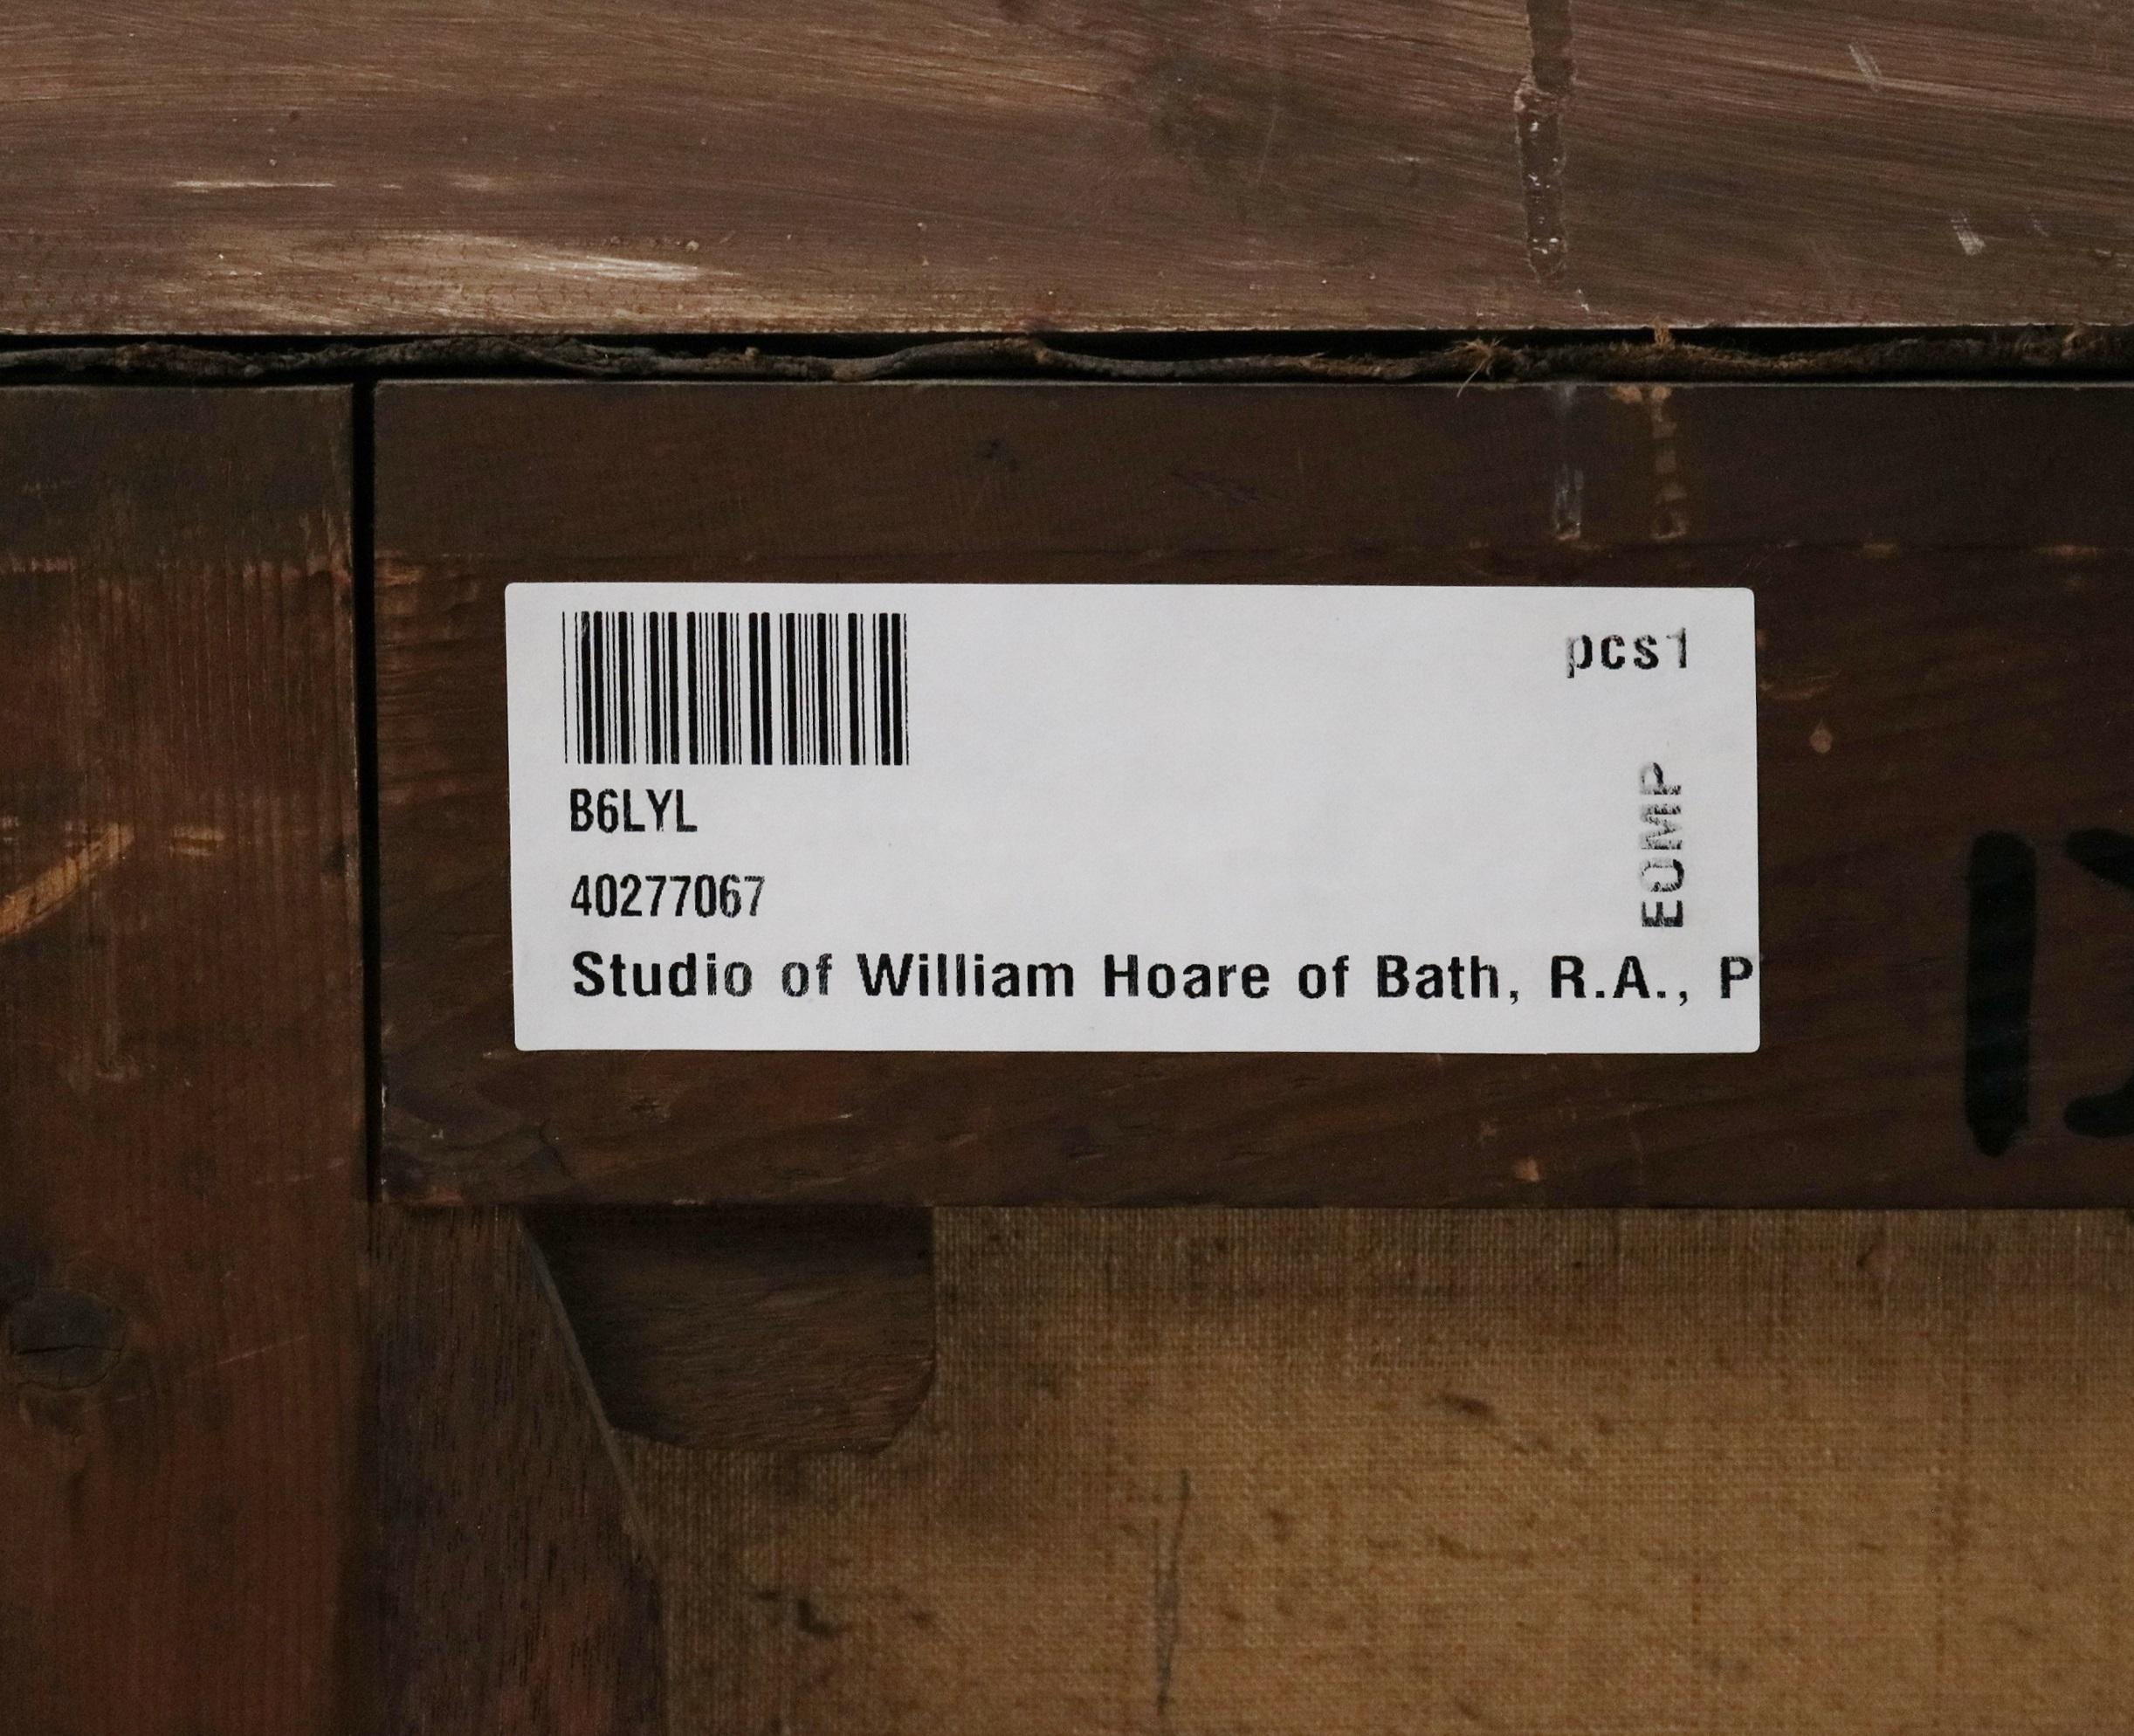 pcs1
EOMP
B6LYL
40277067
Studio of William Hoare of Bath, R.A., P